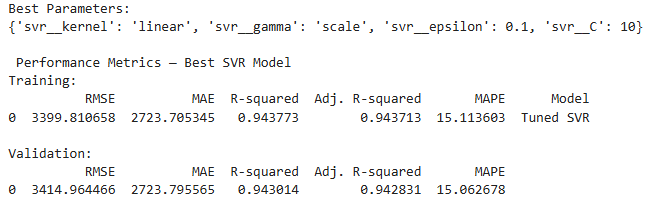 Best Parameters:
{'svr__kernel': 'linear', 'svr__gamma': 'scale', 'svr__epsilon': 0.1, 'svr__C': 10}
Performance Metrics — Best SVR Model
Training:
RMSE MAE R-squared Adj. R-squared MAPE Model
0 3399.810658 2723.705345 0.943773 0.943713 15.113603 Tuned SVR
Validation:
RMSE MAE R-squared Adj. R-squared MAPE
0 3414.964466 2723.795565 0.943014 0.942831 15.062678